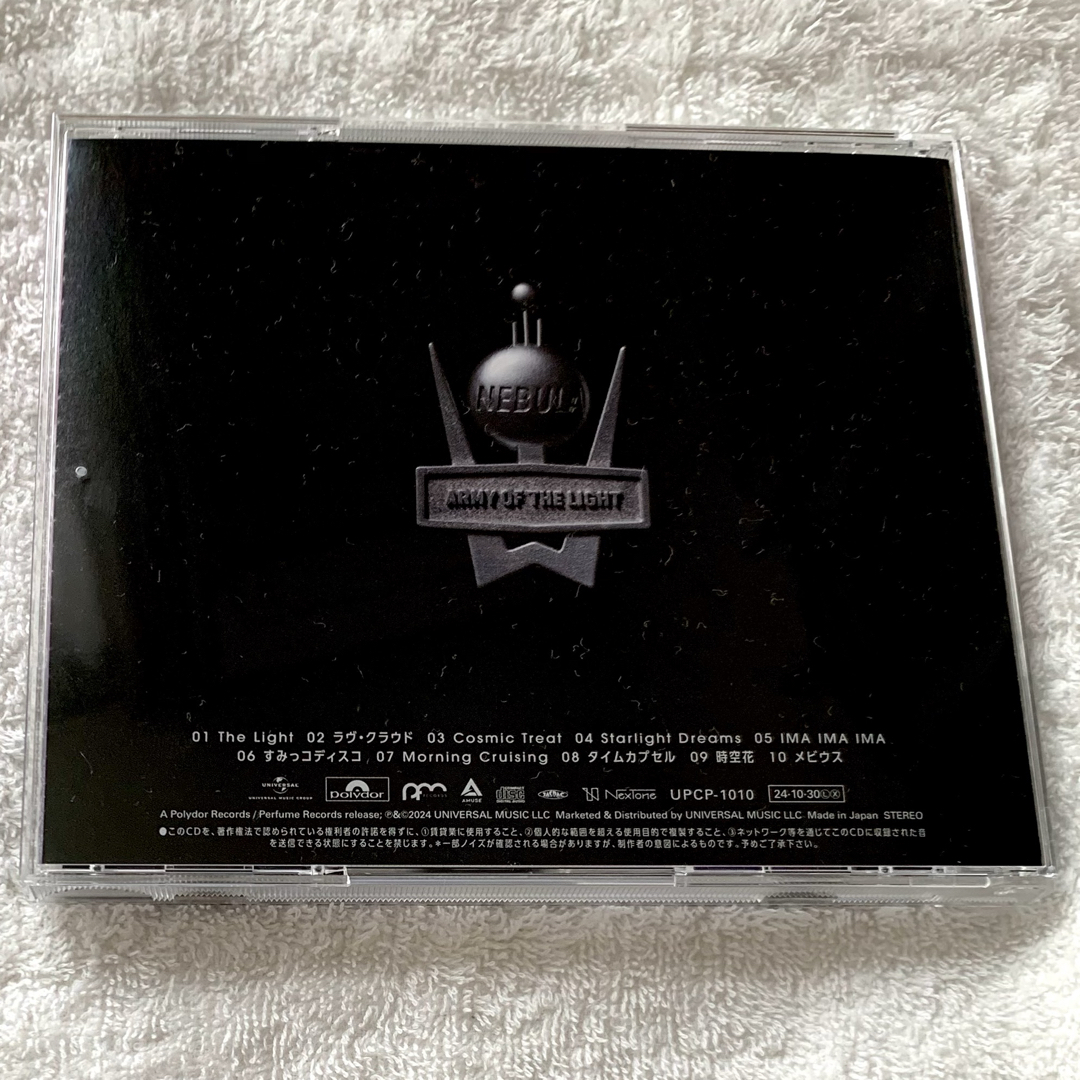 NEBULA
ARMY OF THE LIGHT
01 The Light 02 ラヴ・クラウド 03 Cosmic Treat 04 Starlight Dreams 05 IMA IMA IMA
06 すみっコディスコ 07 Morning Cruising 08 タイムカプセル 09 時空花 10 メビウス
UNIVERSAL polydor AMUSE disc NexTone UPCP-1010 24・10・30ⓁⓍ
UNIVERSAL MUSIC GROUP
A Polydor Records / Perfume Records release; ℗&©2024 UNIVERSAL MUSIC LLC Marketed & Distributed by UNIVERSAL MUSIC LLC Made in Japan STEREO
●このCDを、著作権法で認められている権利者の許諾を得ずに、①賃貸業に使用すること、②個人的な範囲を超える使用目的で複製すること、③ネットワーク等を通じてこのCDに収録された音
を送信できる状態にすることを禁じます。*一部ノイズが確認される場合がありますが、制作者の意図によるものです。予めご了承下さい。